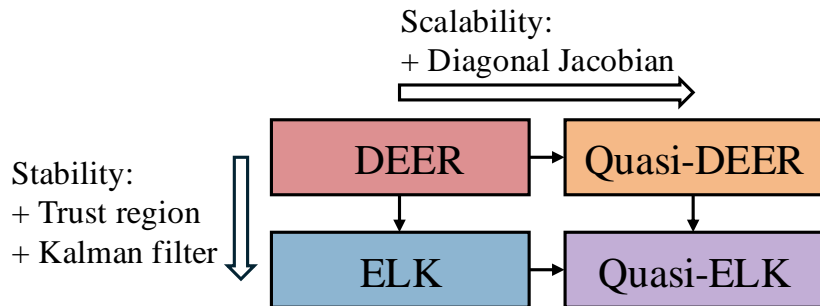 Scalability:
+ Diagonal Jacobian
DEER
Quasi-DEER
Stability:
+ Trust region
+ Kalman filter
ELK
Quasi-ELK